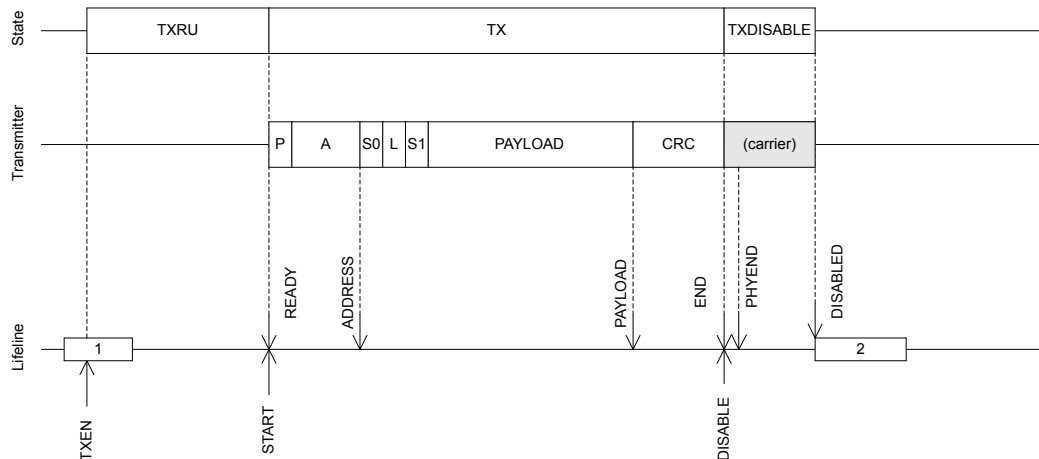 State
TXRU
TX
TXDISABLE
Transmitter
P
A
S0
L
S1
PAYLOAD
CRC
(carrier)
READY
ADDRESS
PAYLOAD
END
PHYEND
DISABLED
Lifeline
1
2
TXEN
START
DISABLE